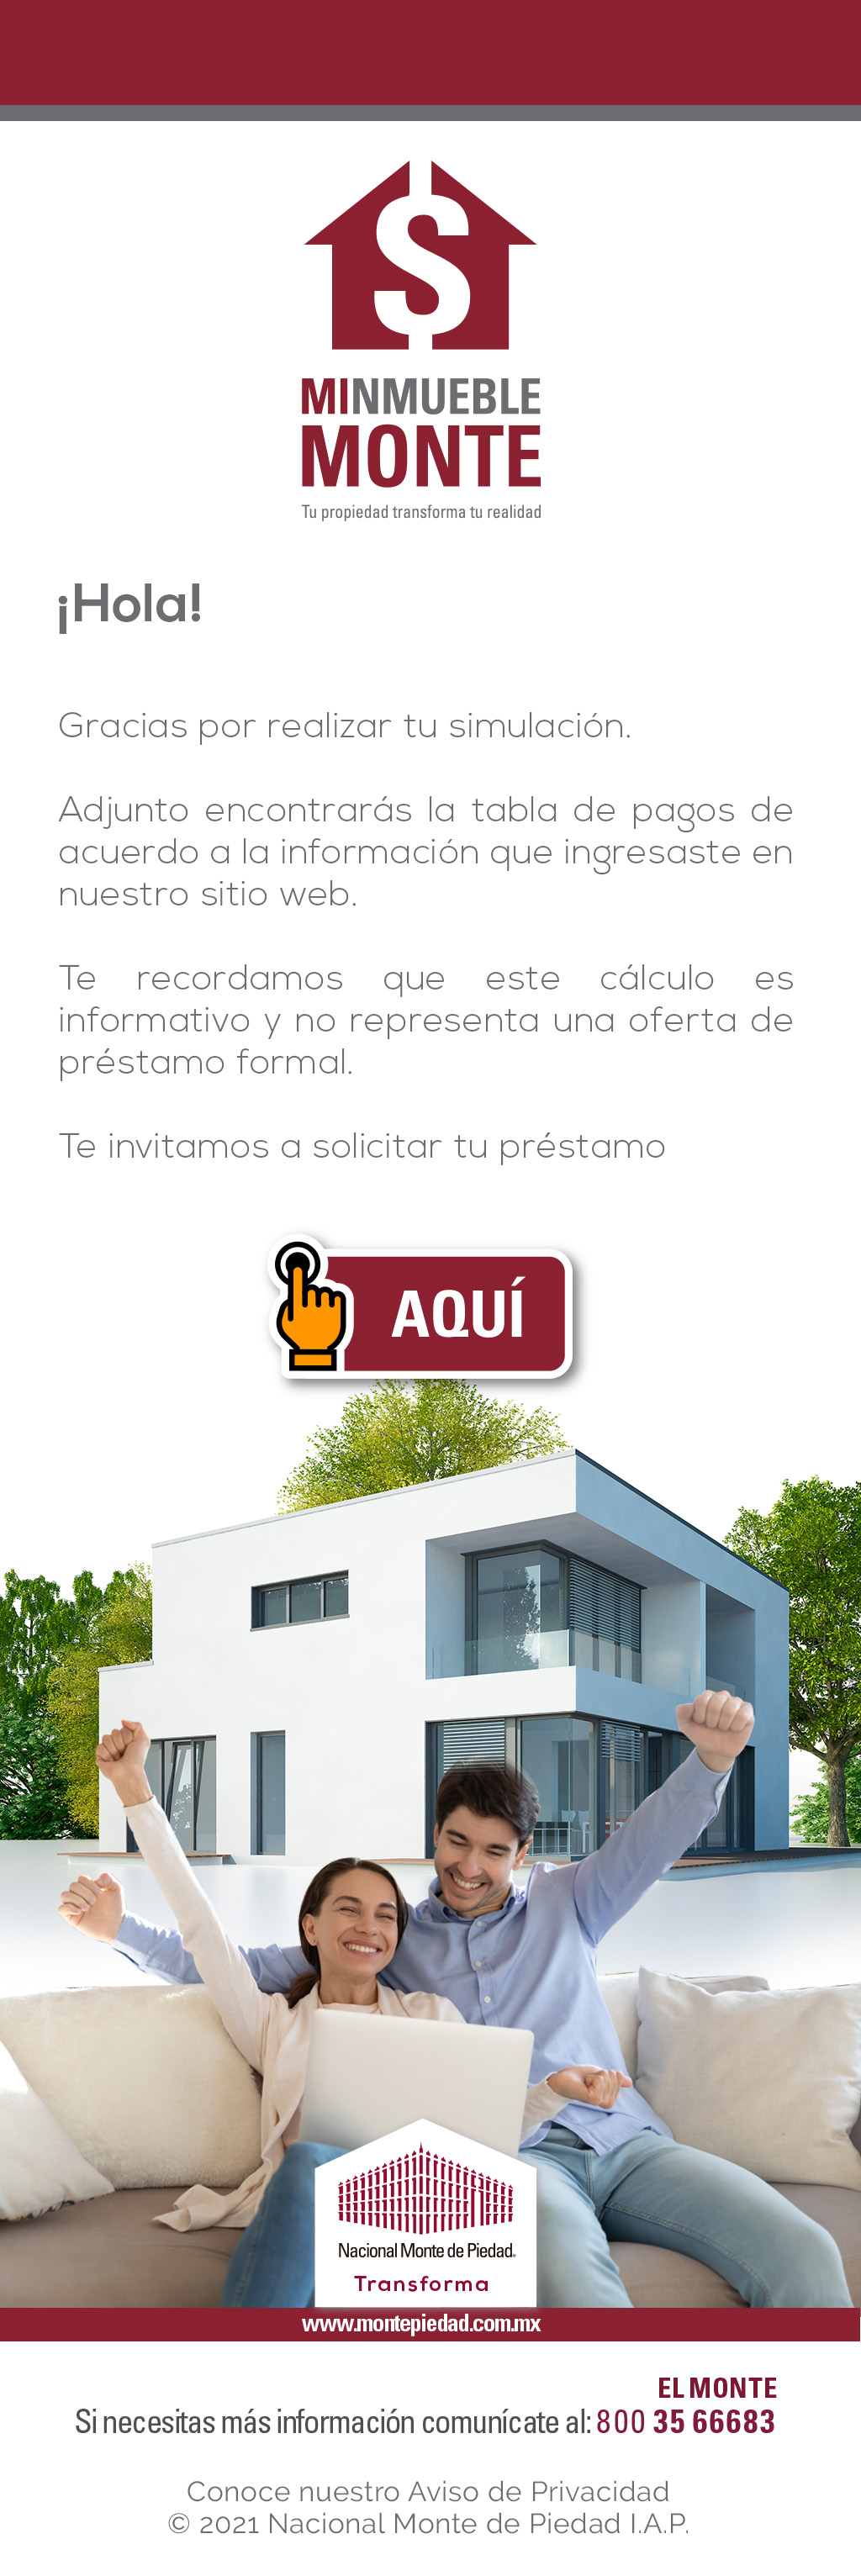 $
MINMUEBLE
MONTE
Tu propiedad transforma tu realidad
¡Hola!
Gracias por realizar tu simulación.
Adjunto encontrarás la tabla de pagos de
acuerdo a la información que ingresaste en
nuestro sitio web.
Te recordamos que este cálculo es
informativo y no representa una oferta de
préstamo formal.
Te invitamos a solicitar tu préstamo
AQUÍ
Nacional Monte de Piedad®
Transforma
www.montepiedad.com.mx
EL MONTE
Si necesitas más información comunícate al: 800 35 66683
Conoce nuestro Aviso de Privacidad
© 2021 Nacional Monte de Piedad I.A.P.